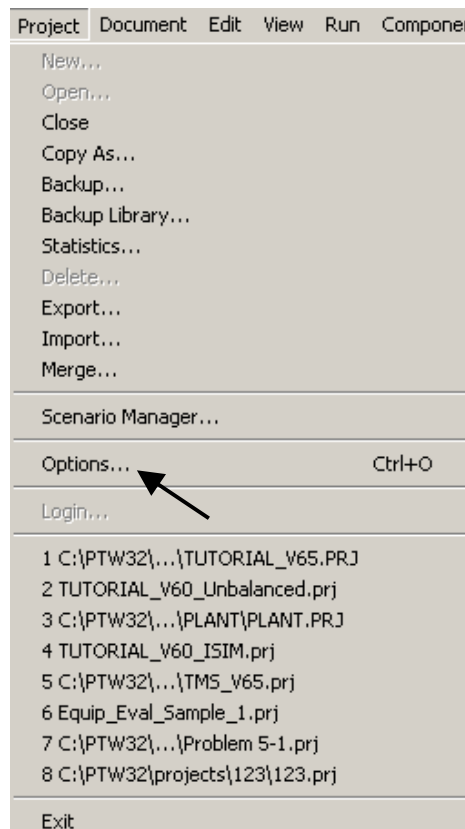 Project Document Edit View Run
New...
Open...
Close
Copy As...
Backup...
Backup Library...
Statistics...
Delete...
Export...
Import...
Merge...
Scenario Manager...
Options... Ctrl+O
Login...
1 C:\PTW32\...\TUTORIAL_V65.PRJ
2 TUTORIAL_V60_Unbalanced.prj
3 C:\PTW32\...\PLANT\PLANT.PRJ
4 TUTORIAL_V60_ISIM.prj
5 C:\PTW32\...\TMS_V65.prj
6 Equip_Eval_Sample_1.prj
7 C:\PTW32\...\Problem 5-1.prj
8 C:\PTW32\projects\123\123.prj
Exit